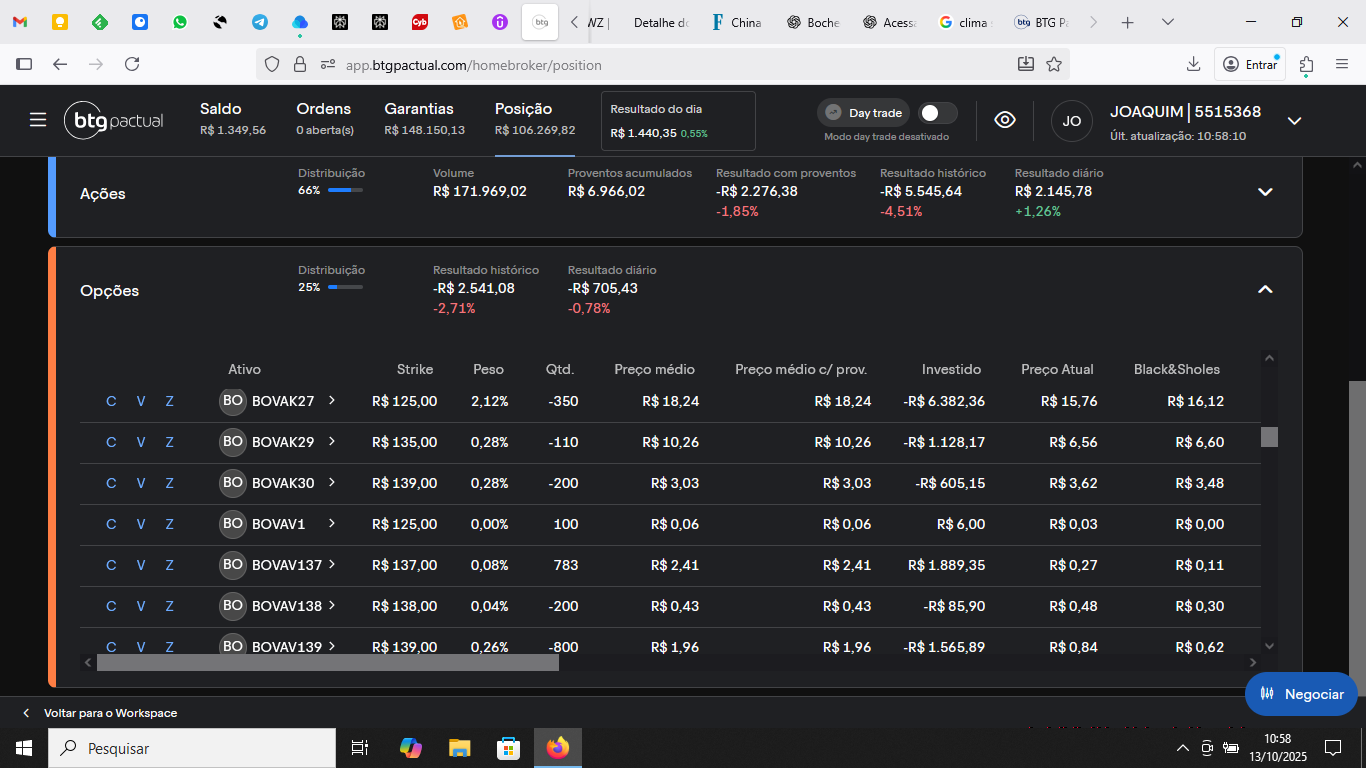 Cyb
btg
WZ |
Detalhe do
F China
Boche
Acess
clima
btg BTG Pa
app.btgpactual.com/homebroker/position
Entrar
btg pactual
Saldo
R$ 1.349,56
Ordens
0 aberta(s)
Garantias
R$ 148.150,13
Posição
R$ 106.269,82
Resultado do dia
R$ 1.440,35 0,55%
Day trade
Modo day trade desativado
JO
JOAQUIM | 5515368
Últ. atualização: 10:58:10
Ações
Distribuição
66%
Volume
R$ 171.969,02
Proventos acumulados
R$ 6.966,02
Resultado com proventos
-R$ 2.276,38
-1,85%
Resultado histórico
-R$ 5.545,64
-4,51%
Resultado diário
R$ 2.145,78
+1,26%
Opções
Distribuição
25%
Resultado histórico
-R$ 2.541,08
-2,71%
Resultado diário
-R$ 705,43
-0,78%
Ativo Strike Peso Qtd. Preço médio Preço médio c/ prov. Investido Preço Atual Black&Sholes
C V Z BO BOVAK27 R$ 125,00 2,12% -350 R$ 18,24 R$ 18,24 -R$ 6.382,36 R$ 15,76 R$ 16,12
C V Z BO BOVAK29 R$ 135,00 0,28% -110 R$ 10,26 R$ 10,26 -R$ 1.128,17 R$ 6,56 R$ 6,60
C V Z BO BOVAK30 R$ 139,00 0,28% -200 R$ 3,03 R$ 3,03 -R$ 605,15 R$ 3,62 R$ 3,48
C V Z BO BOVAV1 R$ 125,00 0,00% 100 R$ 0,06 R$ 0,06 R$ 6,00 R$ 0,03 R$ 0,00
C V Z BO BOVAV137 R$ 137,00 0,08% 783 R$ 2,41 R$ 2,41 R$ 1.889,35 R$ 0,27 R$ 0,11
C V Z BO BOVAV138 R$ 138,00 0,04% -200 R$ 0,43 R$ 0,43 -R$ 85,90 R$ 0,48 R$ 0,30
C V Z BO BOVAV139 R$ 139,00 0,26% -800 R$ 1,96 R$ 1,96 -R$ 1.565,89 R$ 0,84 R$ 0,62
Negociar
Voltar para o Workspace
Pesquisar
10:58
13/10/2025